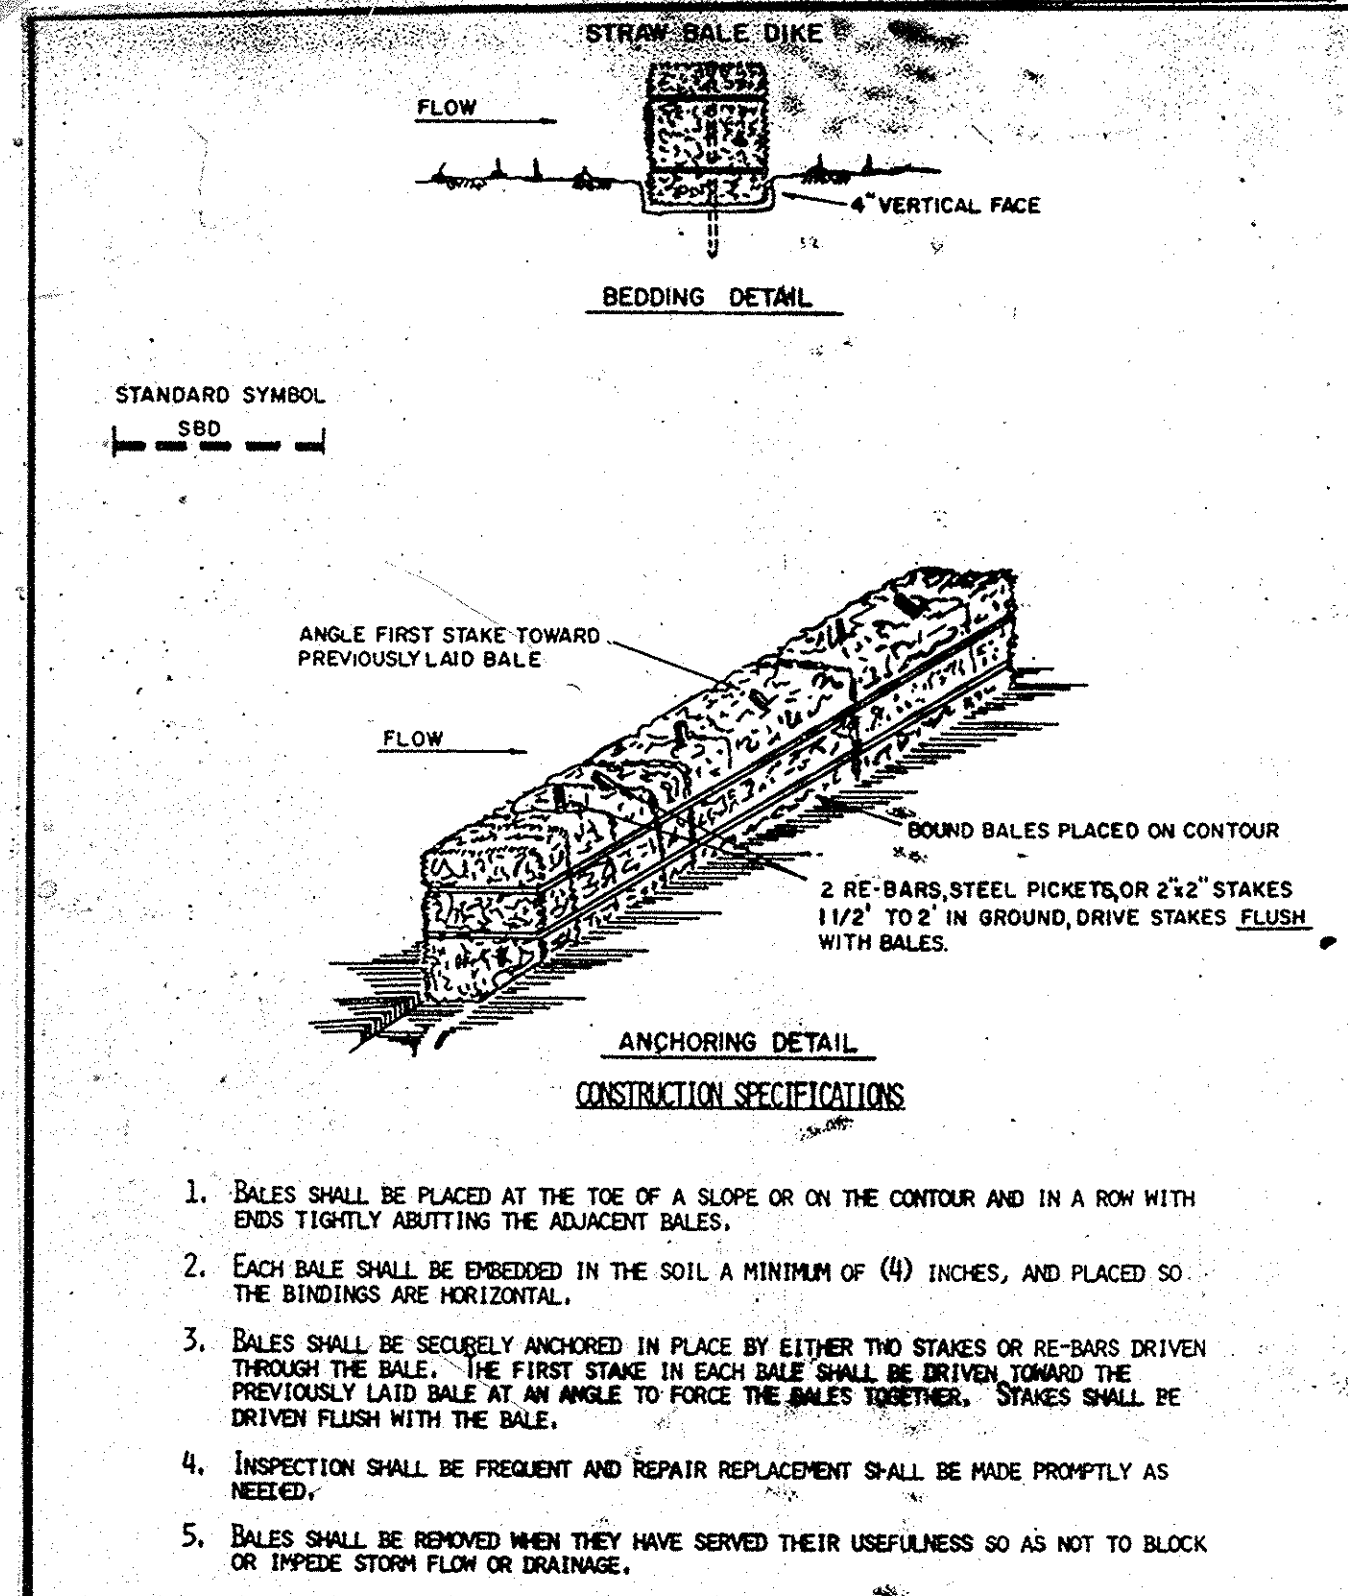 STRAW BALE DIKE
FLOW
4" VERTICAL FACE
BEDDING DETAIL
STANDARD SYMBOL
SBD
ANGLE FIRST STAKE TOWARD
PREVIOUSLY LAID BALE
FLOW
BOUND BALES PLACED ON CONTOUR
2 RE-BARS, STEEL PICKETS, OR 2"x2" STAKES
1 1/2' TO 2' IN GROUND, DRIVE STAKES FLUSH
WITH BALES.
ANCHORING DETAIL
CONSTRUCTION SPECIFICATIONS
1. BALES SHALL BE PLACED AT THE TOE OF A SLOPE OR ON THE CONTOUR AND IN A ROW WITH
ENDS TIGHTLY ABUTTING THE ADJACENT BALES.
2. EACH BALE SHALL BE EMBEDDED IN THE SOIL A MINIMUM OF (4) INCHES, AND PLACED SO
THE BINDINGS ARE HORIZONTAL.
3. BALES SHALL BE SECURELY ANCHORED IN PLACE BY EITHER TWO STAKES OR RE-BARS DRIVEN
THROUGH THE BALE. THE FIRST STAKE IN EACH BALE SHALL BE DRIVEN TOWARD THE
PREVIOUSLY LAID BALE AT AN ANGLE TO FORCE THE BALES TOGETHER. STAKES SHALL BE
DRIVEN FLUSH WITH THE BALE.
4. INSPECTION SHALL BE FREQUENT AND REPAIR REPLACEMENT SHALL BE MADE PROMPTLY AS
NEEDED.
5. BALES SHALL BE REMOVED WHEN THEY HAVE SERVED THEIR USEFULNESS SO AS NOT TO BLOCK
OR IMPEDE STORM FLOW OR DRAINAGE.